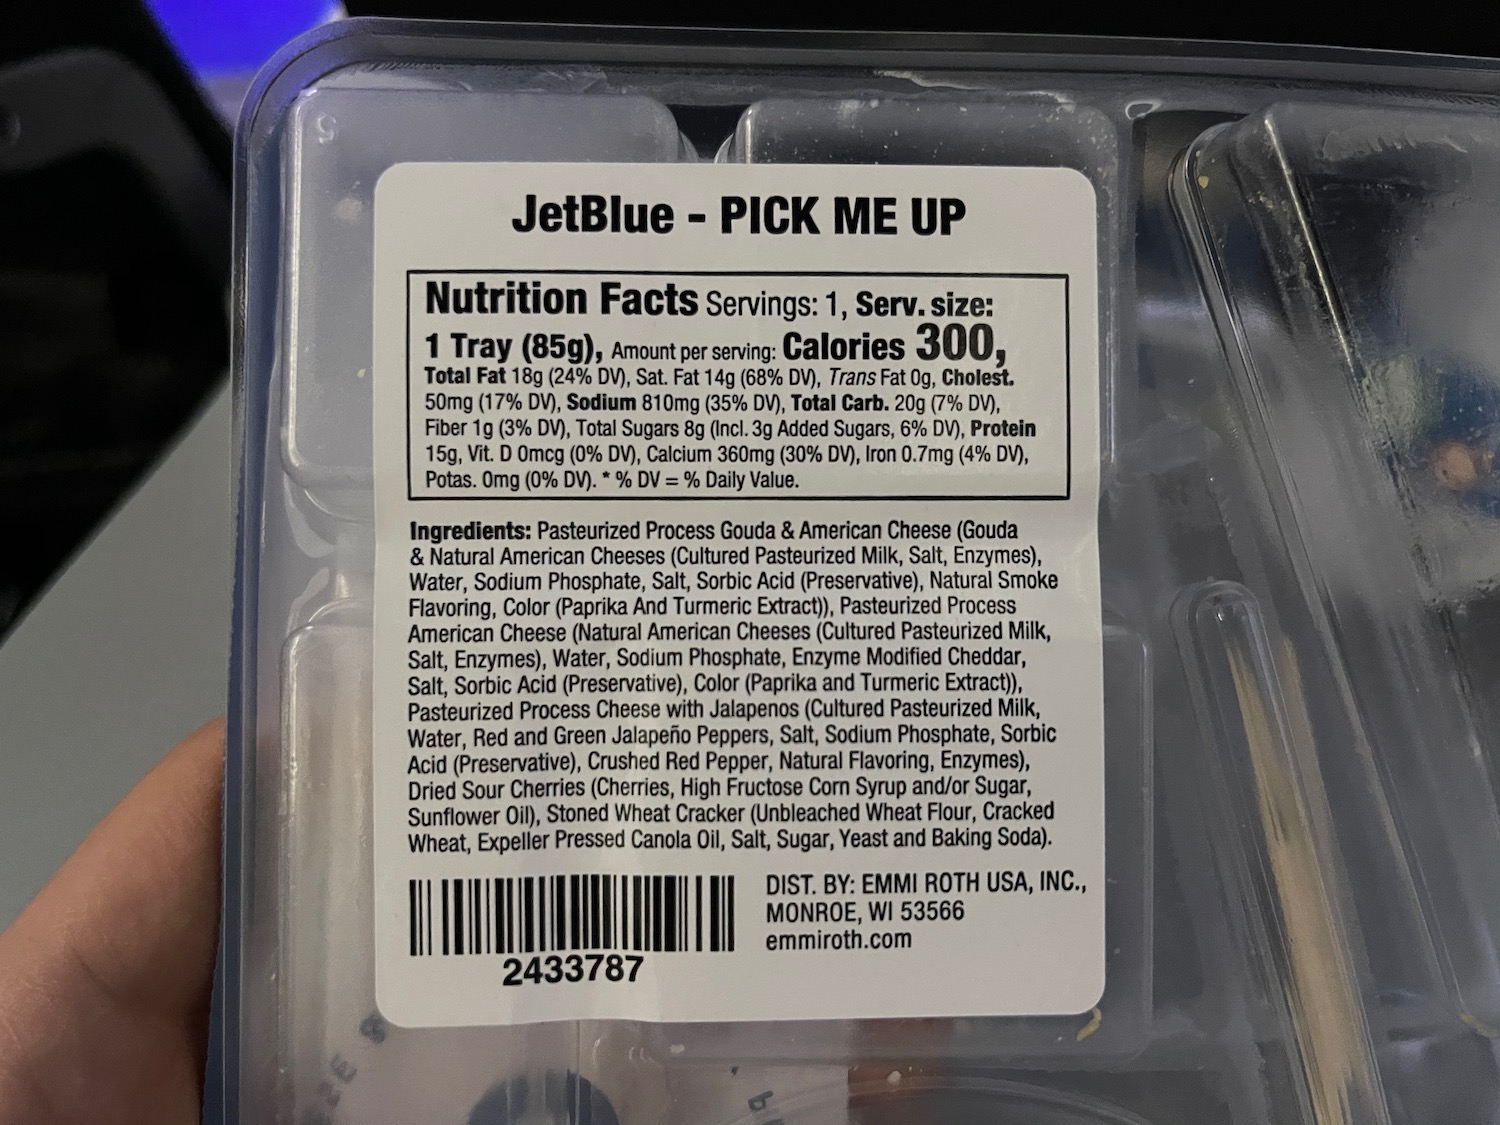 JetBlue - PICK ME UP
Nutrition Facts Servings: 1, Serv. size:
1 Tray (85g), Amount per serving: Calories 300,
Total Fat 18g (24% DV), Sat. Fat 14g (68% DV), Trans Fat 0g, Cholest.
50mg (17% DV), Sodium 810mg (35% DV), Total Carb. 20g (7% DV),
Fiber 1g (3% DV), Total Sugars 8g (Incl. 3g Added Sugars, 6% DV), Protein
15g, Vit. D 0mcg (0% DV), Calcium 360mg (30% DV), Iron 0.7mg (4% DV),
Potas. 0mg (0% DV). * % DV = % Daily Value.
Ingredients: Pasteurized Process Gouda & American Cheese (Gouda
& Natural American Cheeses (Cultured Pasteurized Milk, Salt, Enzymes),
Water, Sodium Phosphate, Salt, Sorbic Acid (Preservative), Natural Smoke
Flavoring, Color (Paprika And Turmeric Extract)), Pasteurized Process
American Cheese (Natural American Cheeses (Cultured Pasteurized Milk,
Salt, Enzymes), Water, Sodium Phosphate, Enzyme Modified Cheddar,
Salt, Sorbic Acid (Preservative), Color (Paprika and Turmeric Extract)),
Pasteurized Process Cheese with Jalapenos (Cultured Pasteurized Milk,
Water, Red and Green Jalapeño Peppers, Salt, Sodium Phosphate, Sorbic
Acid (Preservative), Crushed Red Pepper, Natural Flavoring, Enzymes),
Dried Sour Cherries (Cherries, High Fructose Corn Syrup and/or Sugar,
Sunflower Oil), Stoned Wheat Cracker (Unbleached Wheat Flour, Cracked
Wheat, Expeller Pressed Canola Oil, Salt, Sugar, Yeast and Baking Soda).
DIST. BY: EMMI ROTH USA, INC.,
MONROE, WI 53566
emmiroth.com
2433787